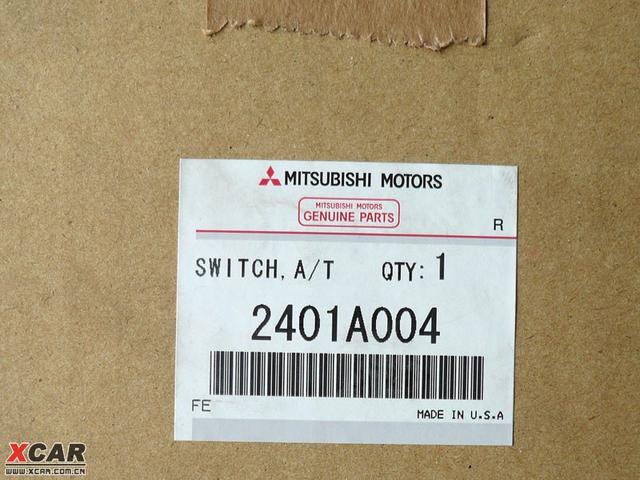 MITSUBISHI MOTORS
MITSUBISHI MOTORS
GENUINE PARTS
R
SWITCH, A/T QTY: 1
2401A004
FE
MADE IN U.S.A
XCAR
www.xcar.com.cn